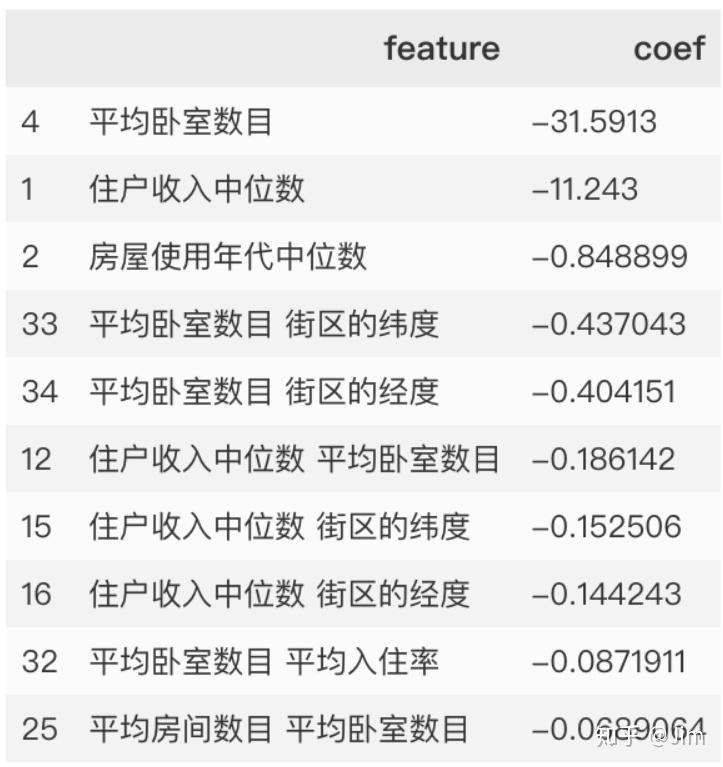 feature coef
4 平均卧室数目 -31.5913
1 住户收入中位数 -11.243
2 房屋使用年代中位数 -0.848899
33 平均卧室数目 街区的纬度 -0.437043
34 平均卧室数目 街区的经度 -0.404151
12 住户收入中位数 平均卧室数目 -0.186142
15 住户收入中位数 街区的纬度 -0.152506
16 住户收入中位数 街区的经度 -0.144243
32 平均卧室数目 平均入住率 -0.0871911
25 平均房间数目 平均卧室数目 -0.0689064
知乎 @Jim